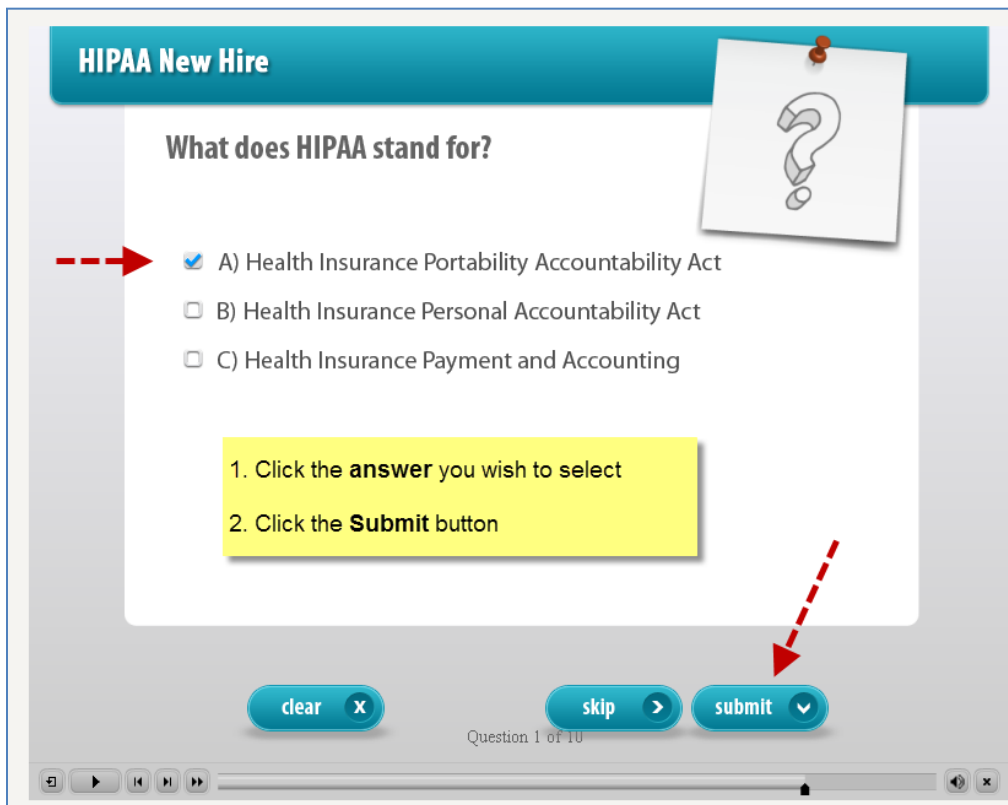 HIPAA New Hire
What does HIPAA stand for?
A) Health Insurance Portability Accountability Act
B) Health Insurance Personal Accountability Act
C) Health Insurance Payment and Accounting
1. Click the answer you wish to select
2. Click the Submit button
clear X
skip
submit
Question 1 of 10